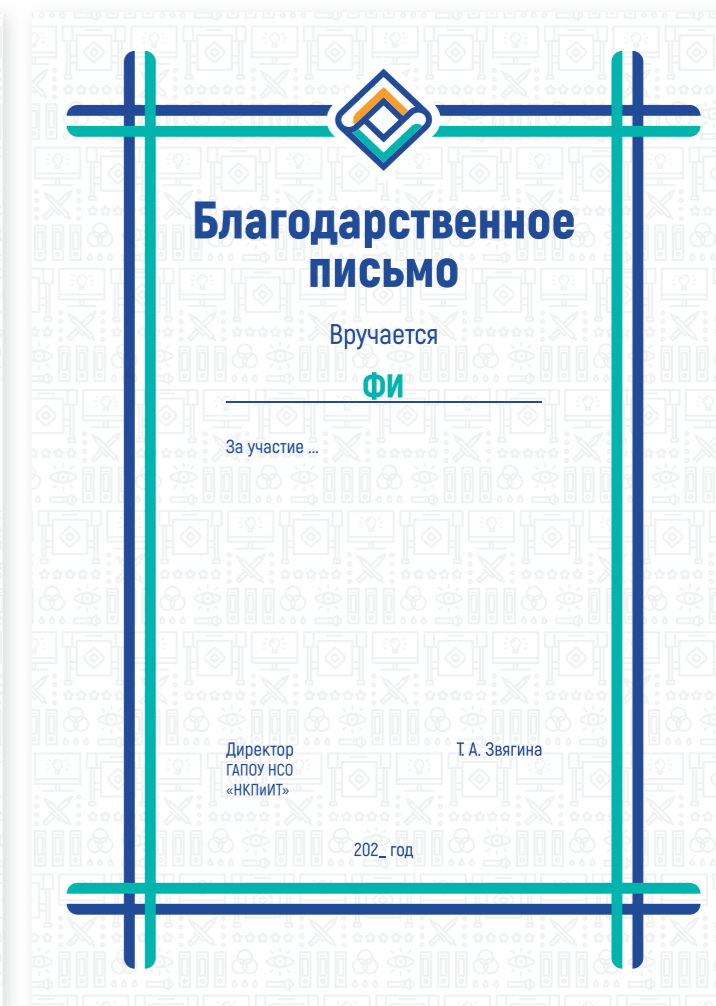 Благодарственное
письмо
Вручается
ФИ
За участие ...
Директор
ГАПОУ НСО
«НКПиИТ»
Т. А. Звягина
202_ год